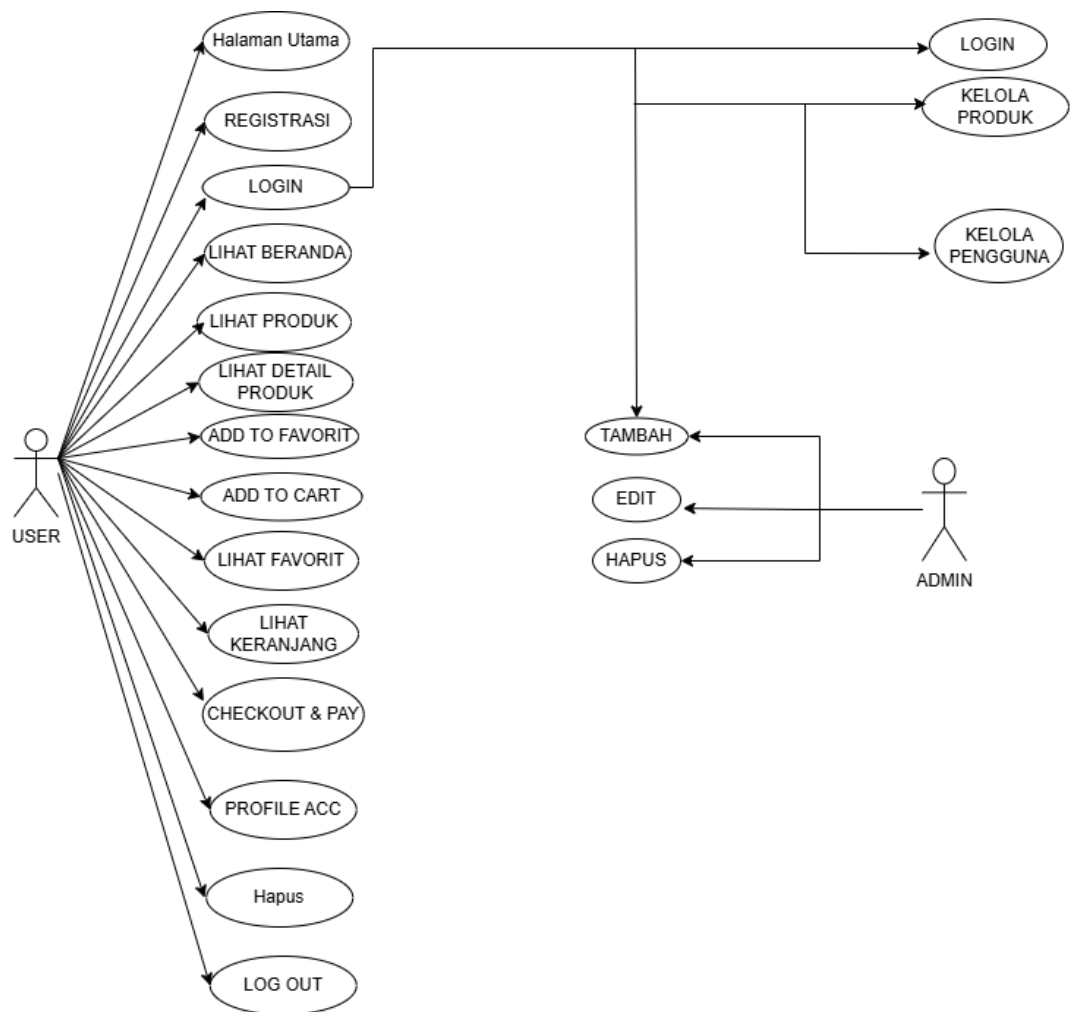 Halaman Utama
REGISTRASI
LOGIN
LIHAT BERANDA
LIHAT PRODUK
LIHAT DETAIL
PRODUK
ADD TO FAVORIT
ADD TO CART
LIHAT FAVORIT
LIHAT
KERANJANG
CHECKOUT & PAY
PROFILE ACC
Hapus
LOG OUT
USER
LOGIN
KELOLA
PRODUK
KELOLA
PENGGUNA
TAMBAH
EDIT
HAPUS
ADMIN